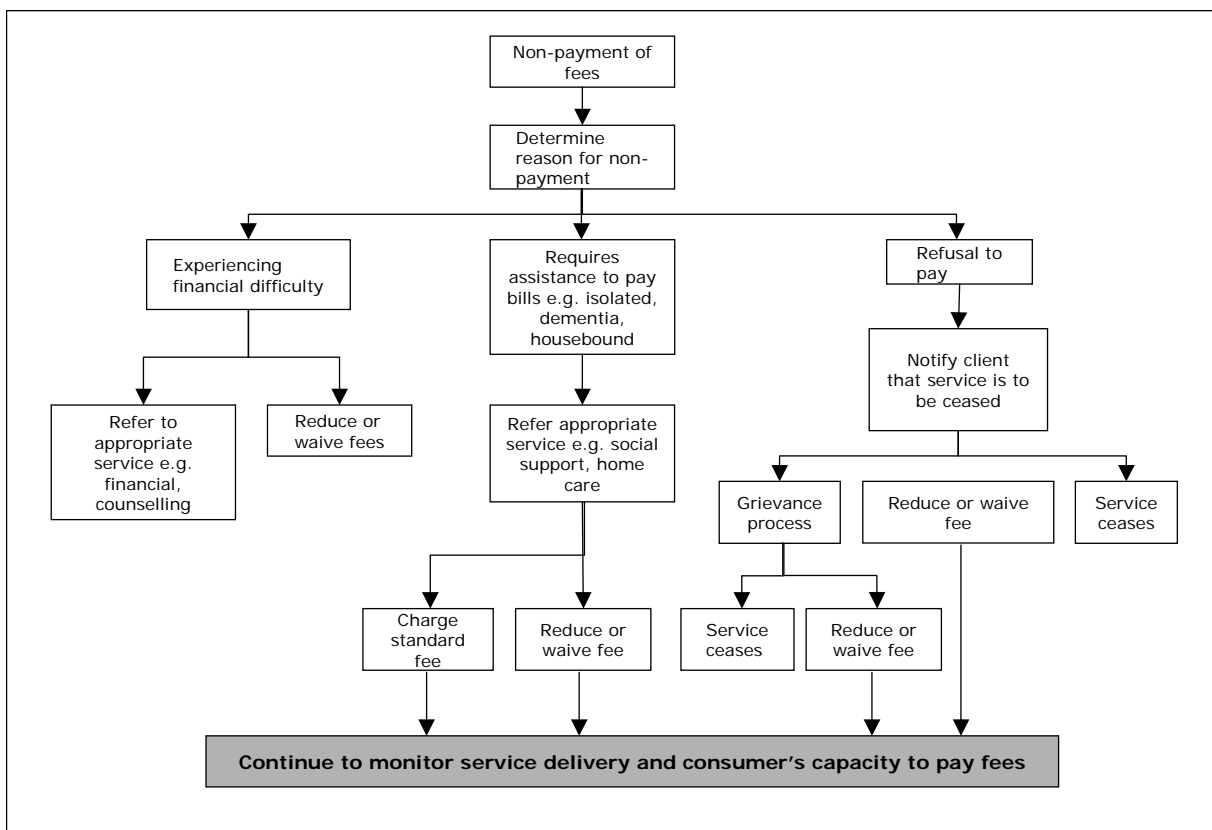 Non-payment of
fees
Determine
reason for non-
payment
Experiencing
financial difficulty
Requires
assistance to pay
bills e.g. isolated,
dementia,
housebound
Refusal to
pay
Notify client
that service is to
be ceased
Refer to
appropriate
service e.g.
financial,
counselling
Reduce or
waive fees
Refer appropriate
service e.g. social
support, home
care
Grievance
process
Reduce or waive
fee
Service
ceases
Charge
standard
fee
Reduce or
waive fee
Service
ceases
Reduce or
waive fee
Continue to monitor service delivery and consumer's capacity to pay fees